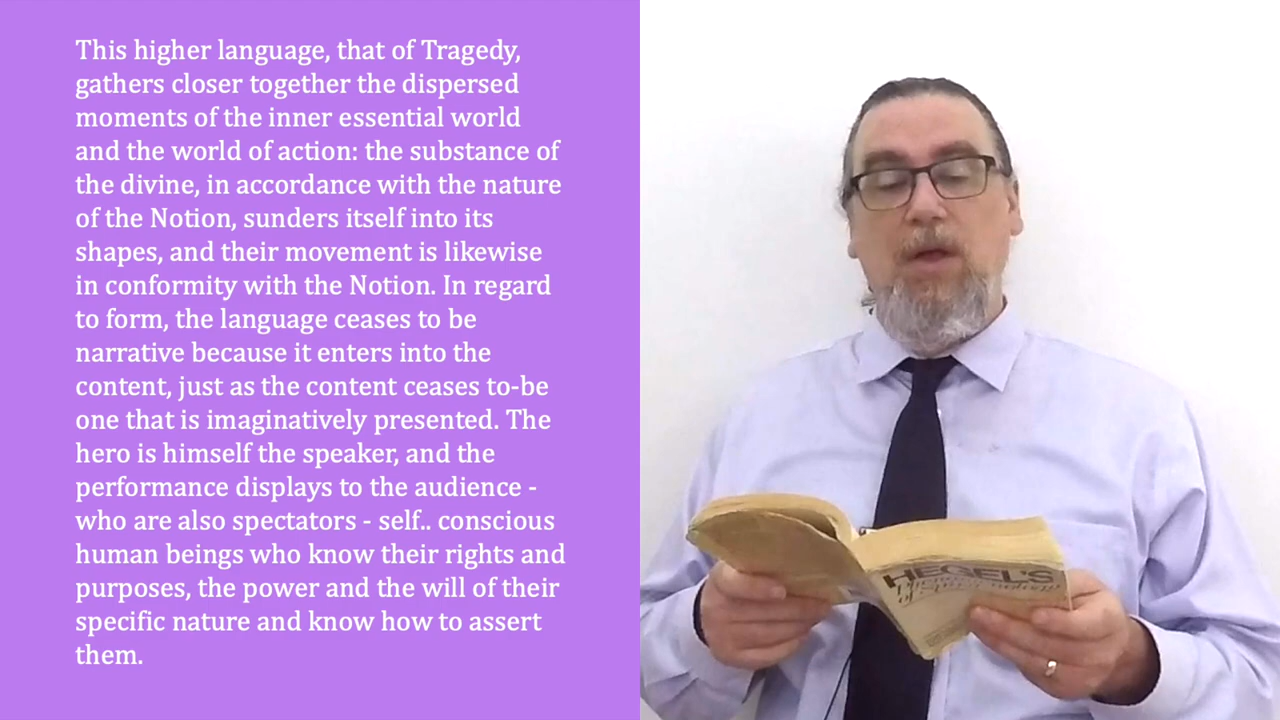 This higher language, that of Tragedy,
gathers closer together the dispersed
moments of the inner essential world
and the world of action: the substance of
the divine, in accordance with the nature
of the Notion, sunders itself into its
shapes, and their movement is likewise
in conformity with the Notion. In regard
to form, the language ceases to be
narrative because it enters into the
content, just as the content ceases to-be
one that is imaginatively presented. The
hero is himself the speaker, and the
performance displays to the audience -
who are also spectators - self.. conscious
human beings who know their rights and
purposes, the power and the will of their
specific nature and know how to assert
them.
HEGEL'S
Phenomenology
of Spirit